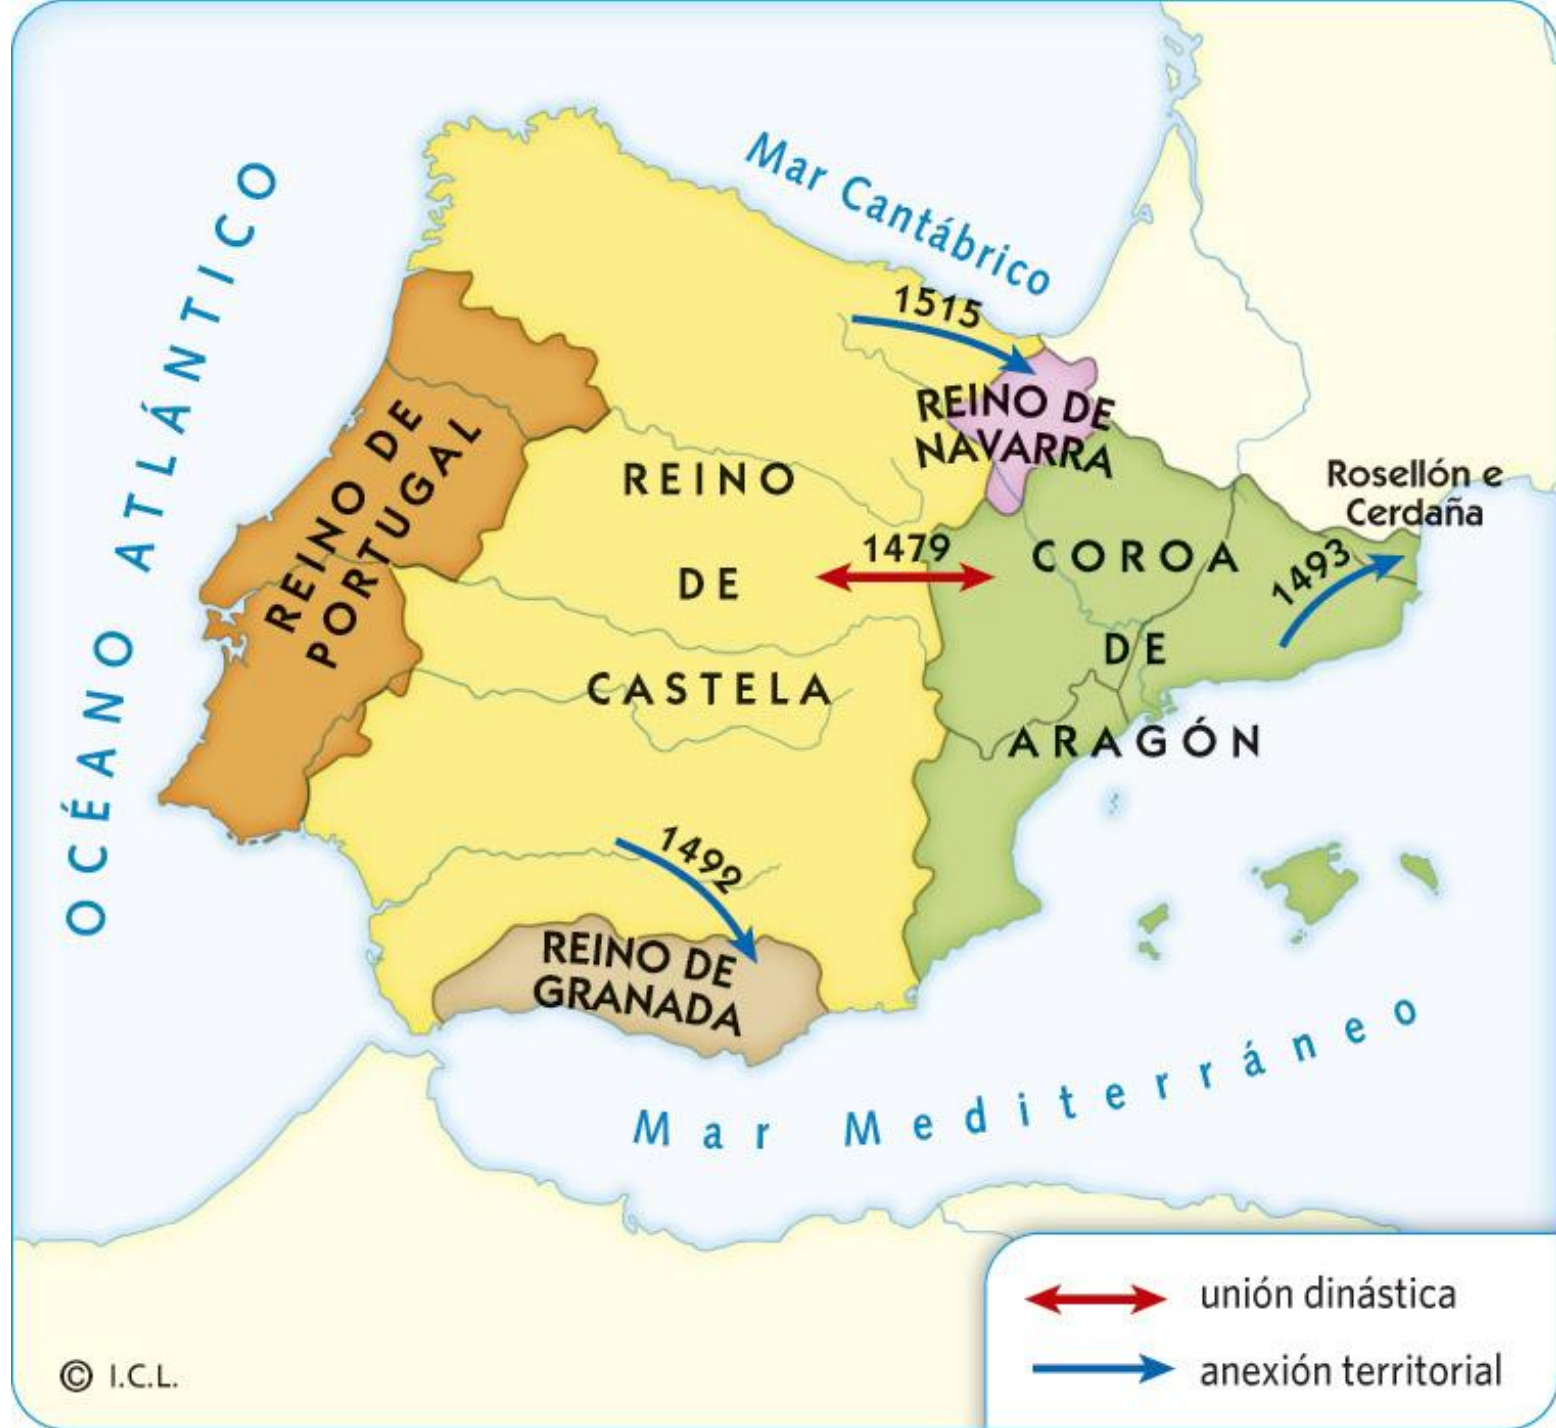 OCÉANO ATLÁNTICO
Mar Cantábrico
1515
REINO DE
NAVARRA
Rosellón e
Cerdaña
REINO DE
PORTUGAL
REINO
DE
CASTELA
1479
COROA
DE
ARAGÓN
1493
1492
REINO DE
GRANADA
Mar Mediterráneo
unión dinástica
anexión territorial
© I.C.L.